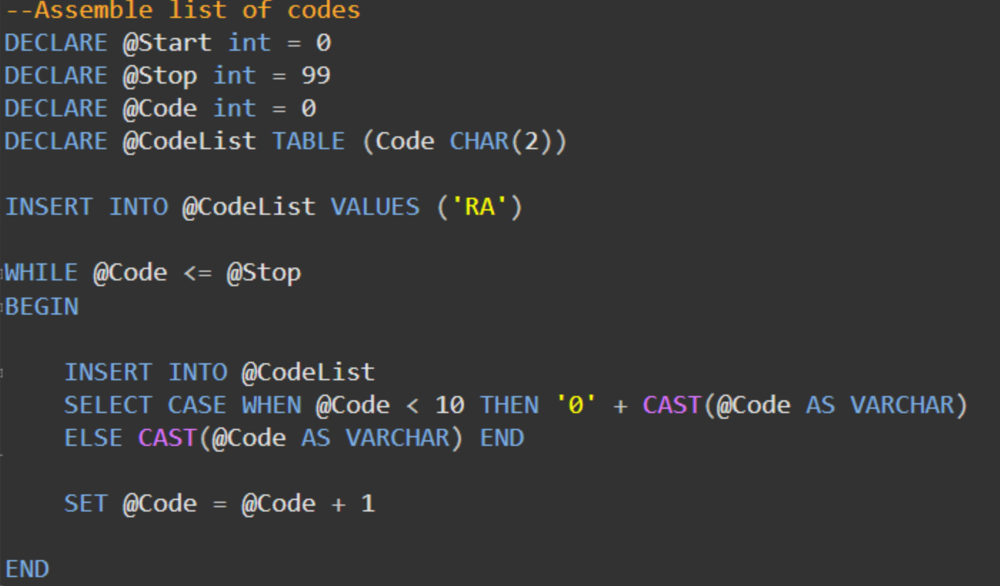 --Assemble list of codes
DECLARE @Start int = 0
DECLARE @Stop int = 99
DECLARE @Code int = 0
DECLARE @CodeList TABLE (Code CHAR(2))
INSERT INTO @CodeList VALUES ('RA')
WHILE @Code <= @Stop
BEGIN
INSERT INTO @CodeList
SELECT CASE WHEN @Code < 10 THEN '0' + CAST(@Code AS VARCHAR)
ELSE CAST(@Code AS VARCHAR) END
SET @Code = @Code + 1
END